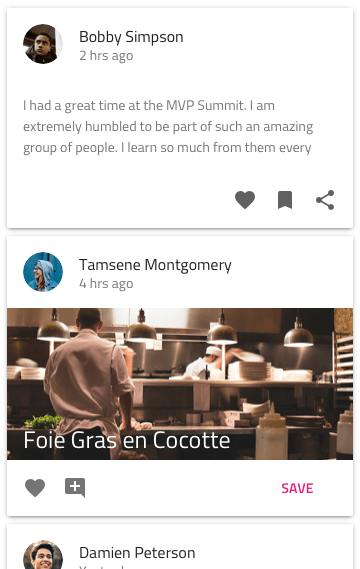 Bobby Simpson
2 hrs ago
I had a great time at the MVP Summit. I am
extremely humbled to be part of such an amazing
group of people. I learn so much from them every
Tamsene Montgomery
4 hrs ago
Foie Gras en Cocotte
SAVE
Damien Peterson